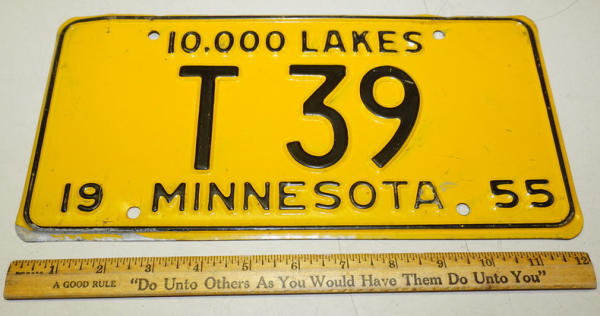 10.000 LAKES
T 39
19 MINNESOTA 55
1 2 3 4 5 6 7 8 9 10 11 12
A GOOD RULE "Do Unto Others As You Would Have Them Do Unto You"